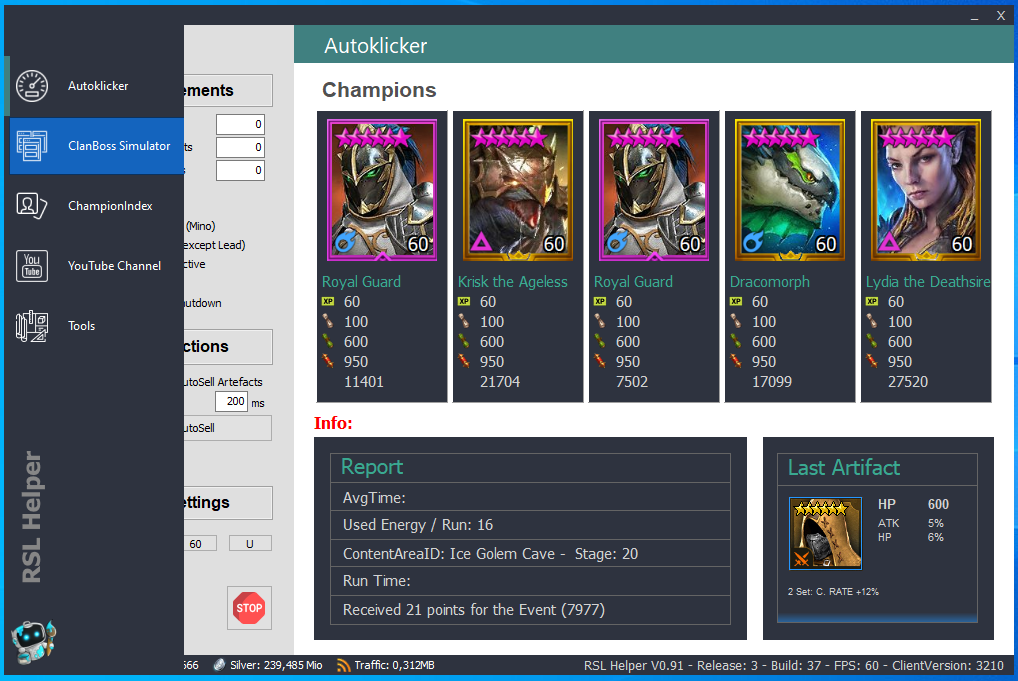 _ X
Autoklicker
Autoklicker
ClanBoss Simulator
ChampionIndex
YouTube Channel
You
Tube
Tools
RSL Helper
ements
0
ts 0
0
(Mino)
except Lead)
ctive
utdown
ctions
utoSell Artefacts
200 ms
utoSell
ettings
60 U
STOP
Champions
60
60
60
60
60
Royal Guard
XP 60
100
600
950
11401
Krisk the Ageless
XP 60
100
600
950
21704
Royal Guard
XP 60
100
600
950
7502
Dracomorph
XP 60
100
600
950
17099
Lydia the Deathsire
XP 60
100
600
950
27520
Info:
Report
AvgTime:
Used Energy / Run: 16
ContentAreaID: Ice Golem Cave - Stage: 20
Run Time:
Received 21 points for the Event (7977)
Last Artifact
HP 600
ATK 5%
HP 6%
2 Set: C. RATE +12%
566 Silver: 239,485 Mio Traffic: 0,312MB RSL Helper V0.91 - Release: 3 - Build: 37 - FPS: 60 - ClientVersion: 3210